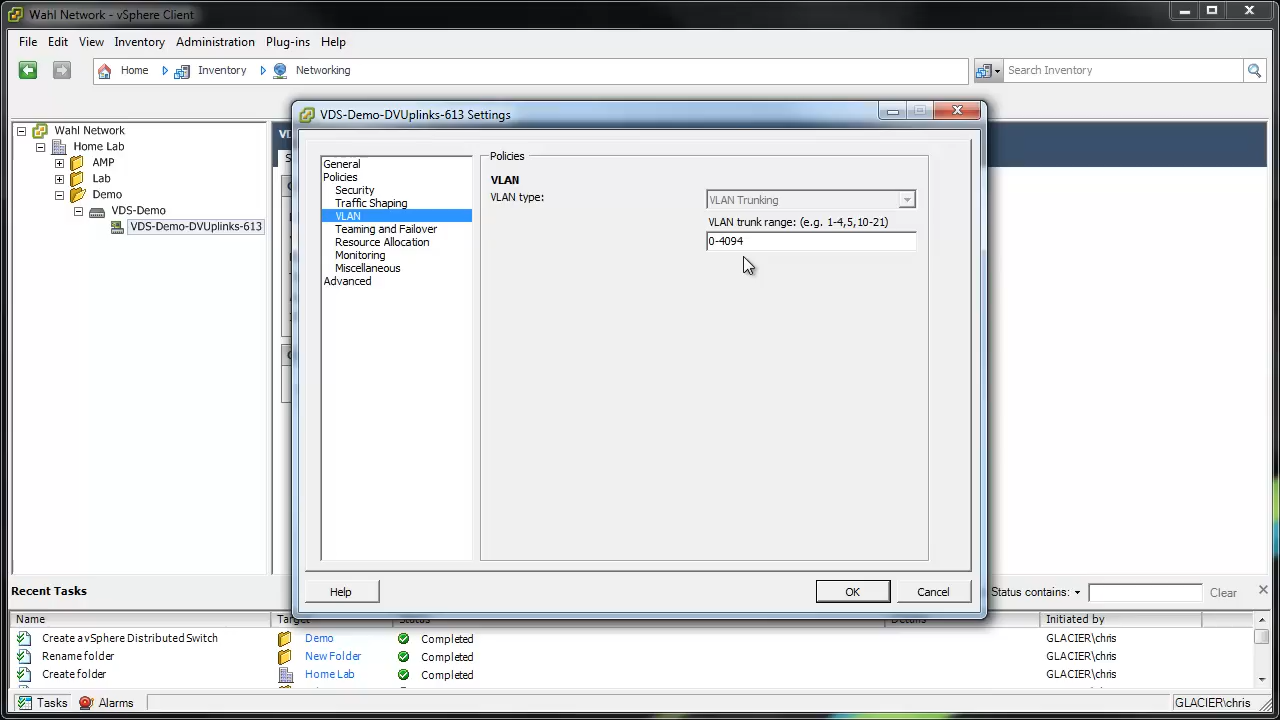 Wahl Network - vSphere Client
File Edit View Inventory Administration Plug-ins Help
Home Inventory Networking Search Inventory
Wahl Network
Home Lab
AMP
Lab
Demo
VDS-Demo
VDS-Demo-DVUplinks-613
VDS-Demo-DVUplinks-613 Settings
General
Policies
Security
Traffic Shaping
VLAN
Teaming and Failover
Resource Allocation
Monitoring
Miscellaneous
Advanced
Policies
VLAN
VLAN type:
VLAN Trunking
VLAN trunk range: (e.g. 1-4,5,10-21)
0-4094
Help OK Cancel
Recent Tasks
Status contains: Clear
Name Target Status Details Initiated by
Create a vSphere Distributed Switch Demo Completed GLACIER\chris
Rename folder New Folder Completed GLACIER\chris
Create folder Home Lab Completed GLACIER\chris
Tasks Alarms GLACIER\chris